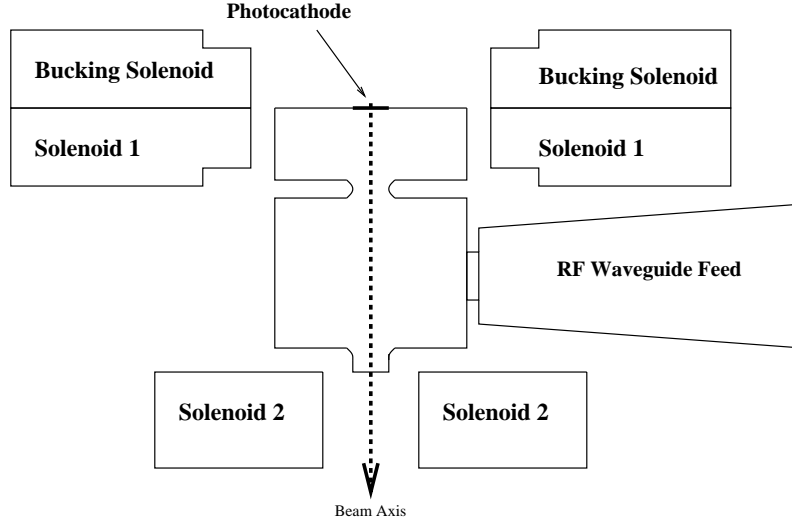 Photocathode
Bucking Solenoid
Bucking Solenoid
Solenoid 1
Solenoid 1
RF Waveguide Feed
Solenoid 2
Solenoid 2
Beam Axis